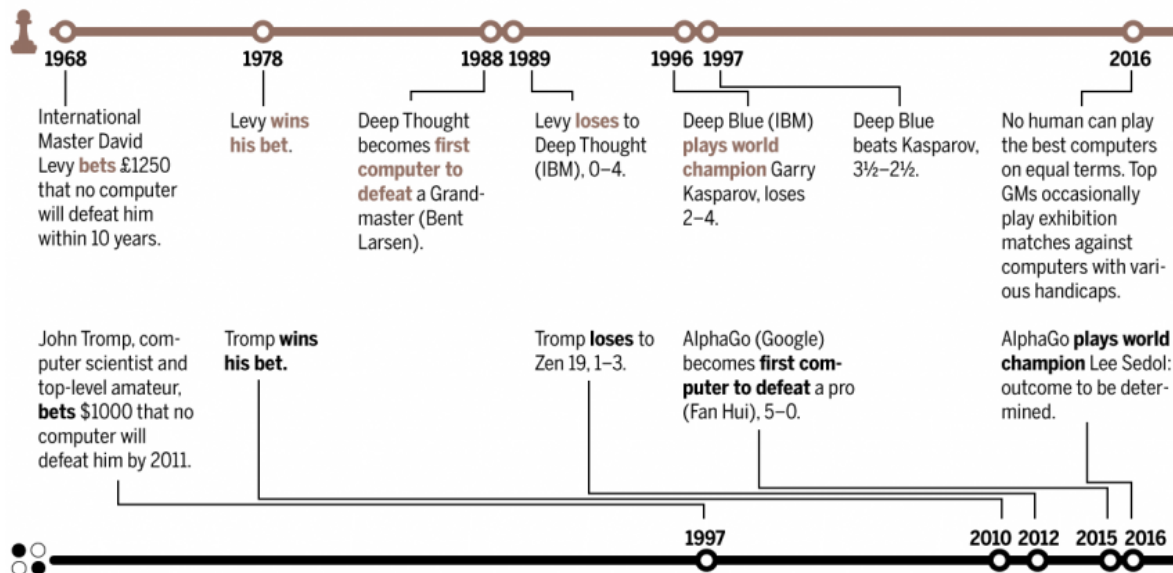 1968
1978
1988 1989
1996 1997
2016
International
Master David
Levy bets £1250
that no computer
will defeat him
within 10 years.
Levy wins
his bet.
Deep Thought
becomes first
computer to
defeat a Grand-
master (Bent
Larsen).
Levy loses to
Deep Thought
(IBM), 0–4.
Deep Blue (IBM)
plays world
champion Garry
Kasparov, loses
2–4.
Deep Blue
beats Kasparov,
3½–2½.
No human can play
the best computers
on equal terms. Top
GMs occasionally
play exhibition
matches against
computers with vari-
ous handicaps.
John Tromp, com-
puter scientist and
top-level amateur,
bets $1000 that no
computer will
defeat him by 2011.
Tromp wins
his bet.
Tromp loses to
Zen 19, 1–3.
AlphaGo (Google)
becomes first com-
puter to defeat a pro
(Fan Hui), 5–0.
AlphaGo plays world
champion Lee Sedol:
outcome to be deter-
mined.
1997
2010 2012
2015 2016